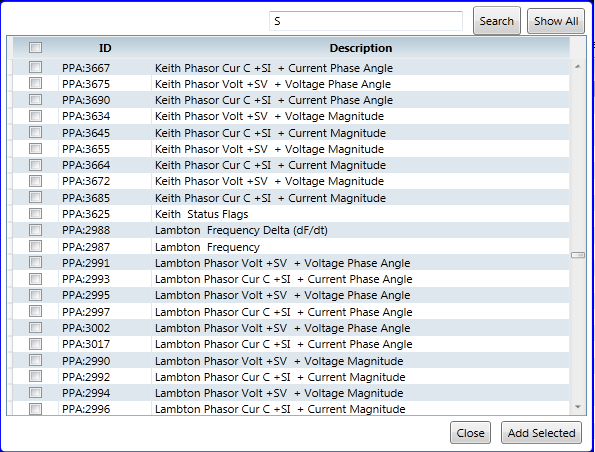 S Search Show All
ID Description
PPA:3667 Keith Phasor Cur C +SI + Current Phase Angle
PPA:3675 Keith Phasor Volt +SV + Voltage Phase Angle
PPA:3690 Keith Phasor Cur C +SI + Current Phase Angle
PPA:3634 Keith Phasor Volt +SV + Voltage Magnitude
PPA:3645 Keith Phasor Cur C +SI + Current Magnitude
PPA:3655 Keith Phasor Volt +SV + Voltage Magnitude
PPA:3664 Keith Phasor Cur C +SI + Current Magnitude
PPA:3672 Keith Phasor Volt +SV + Voltage Magnitude
PPA:3685 Keith Phasor Cur C +SI + Current Magnitude
PPA:3625 Keith Status Flags
PPA:2988 Lambton Frequency Delta (dF/dt)
PPA:2987 Lambton Frequency
PPA:2991 Lambton Phasor Volt +SV + Voltage Phase Angle
PPA:2993 Lambton Phasor Cur C +SI + Current Phase Angle
PPA:2995 Lambton Phasor Volt +SV + Voltage Phase Angle
PPA:2997 Lambton Phasor Cur C +SI + Current Phase Angle
PPA:3002 Lambton Phasor Volt +SV + Voltage Phase Angle
PPA:3017 Lambton Phasor Cur C +SI + Current Phase Angle
PPA:2990 Lambton Phasor Volt +SV + Voltage Magnitude
PPA:2992 Lambton Phasor Cur C +SI + Current Magnitude
PPA:2994 Lambton Phasor Volt +SV + Voltage Magnitude
PPA:2996 Lambton Phasor Cur C +SI + Current Magnitude
Close Add Selected